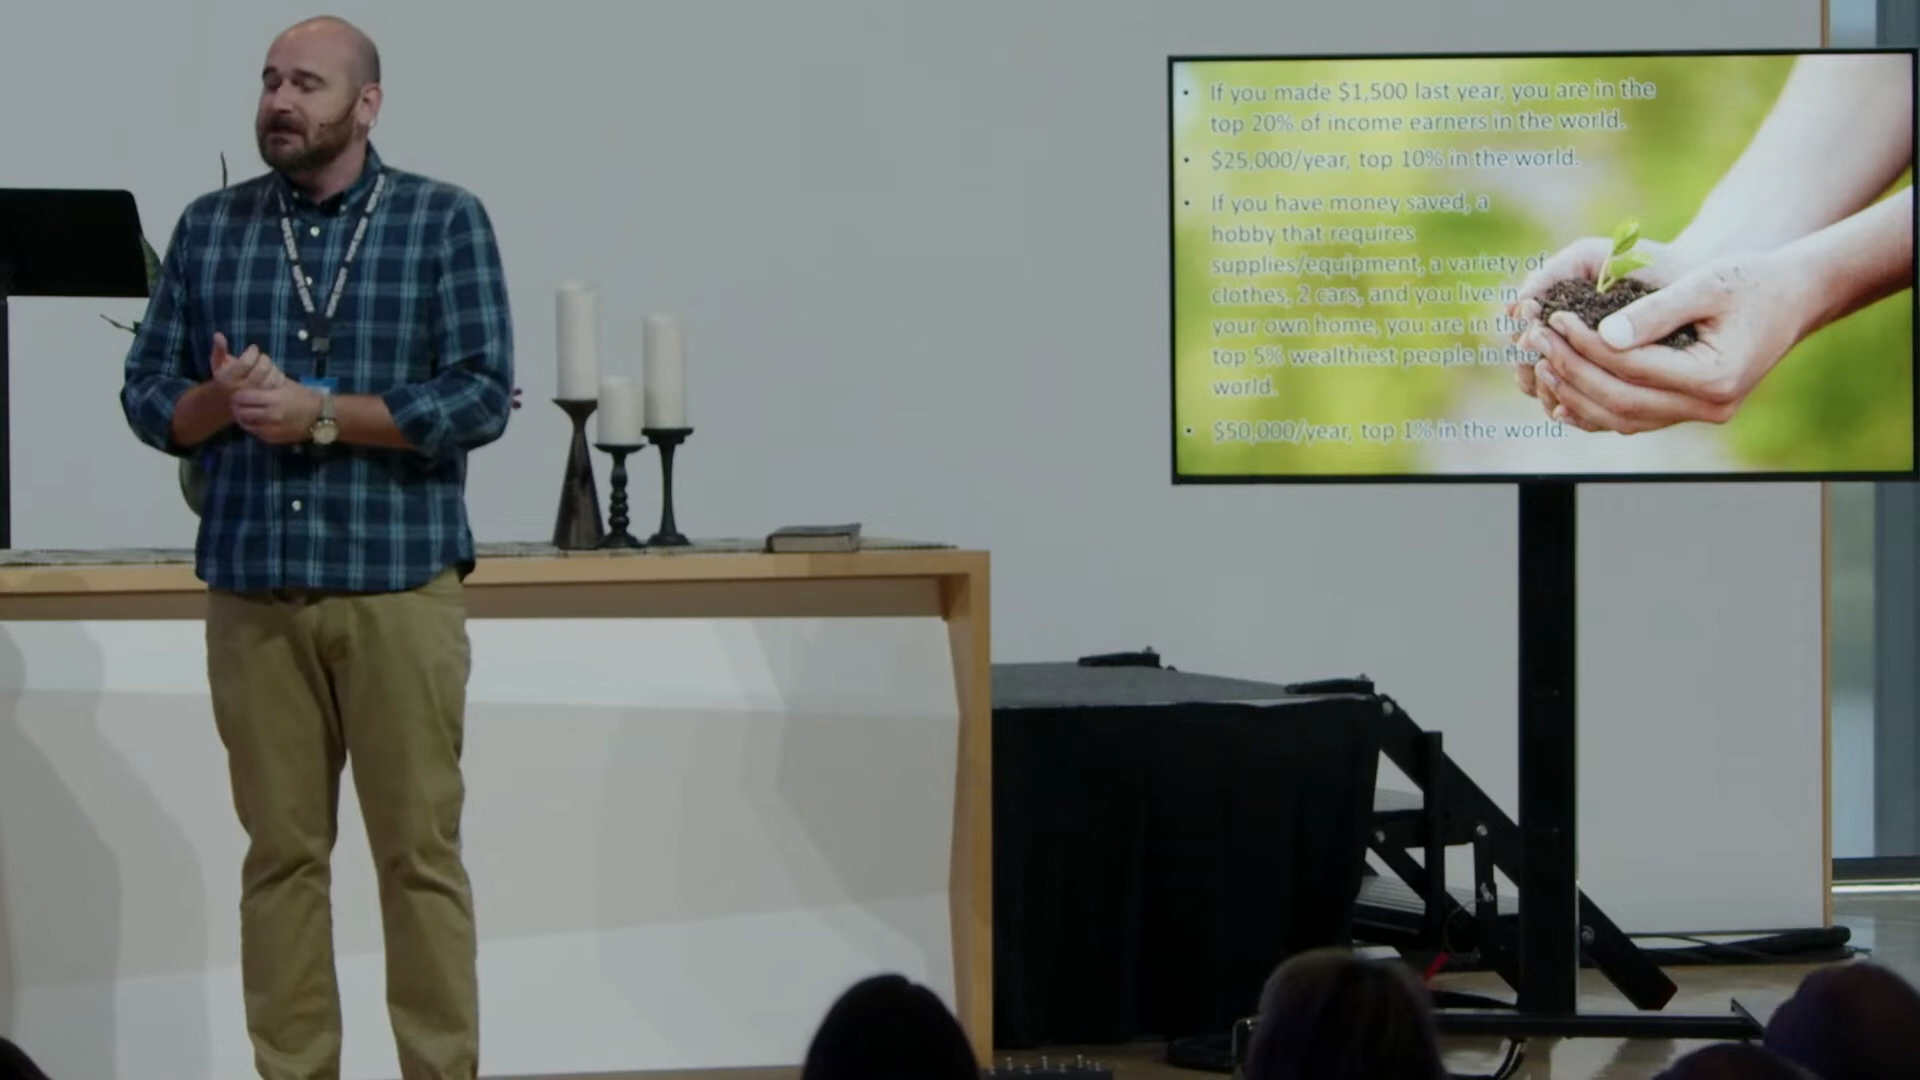 • If you made $1,500 last year, you are in the
top 20% of income earners in the world.
• $25,000/year, top 10% in the world.
• If you have money saved, a
hobby that requires
supplies/equipment, a variety of
clothes, 2 cars, and you live in
your own home, you are in the
top 5% wealthiest people in the
world.
• $50,000/year, top 1% in the world.